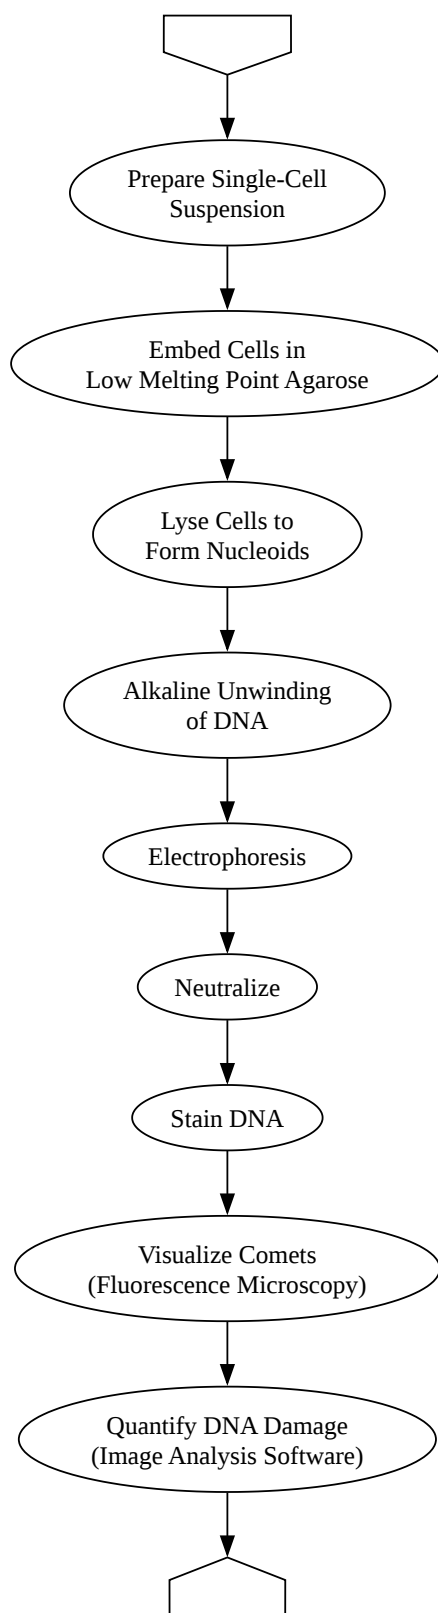 Prepare Single-Cell
Suspension
Embed Cells in
Low Melting Point Agarose
Lyse Cells to
Form Nucleoids
Alkaline Unwinding
of DNA
Electrophoresis
Neutralize
Stain DNA
Visualize Comets
(Fluorescence Microscopy)
Quantify DNA Damage
(Image Analysis Software)